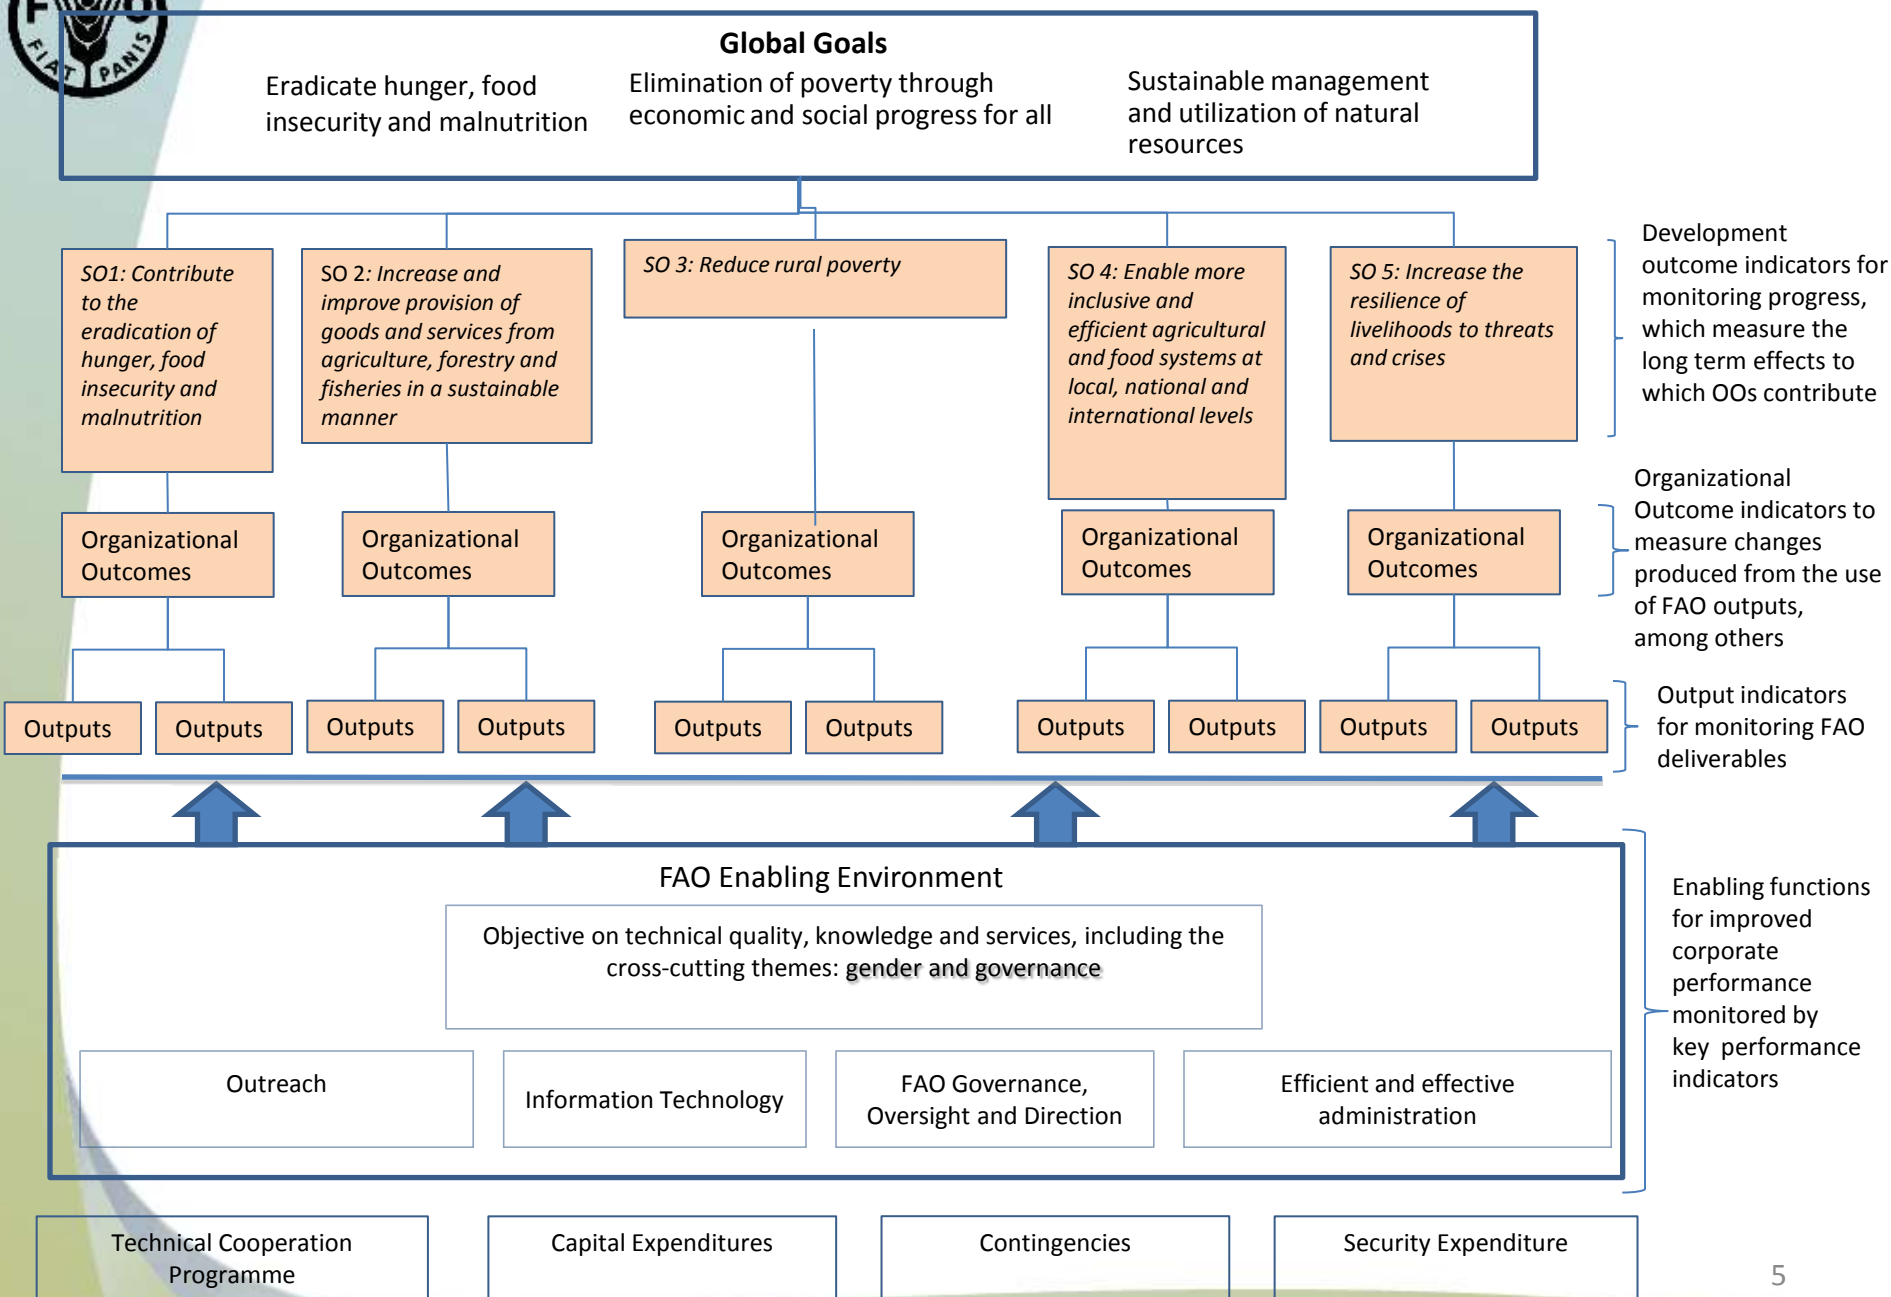 F A O
FIAT PANIS
Global Goals
Eradicate hunger, food
insecurity and malnutrition
Elimination of poverty through
economic and social progress for all
Sustainable management
and utilization of natural
resources
SO1: Contribute
to the
eradication of
hunger, food
insecurity and
malnutrition
SO 2: Increase and
improve provision of
goods and services from
agriculture, forestry and
fisheries in a sustainable
manner
SO 3: Reduce rural poverty
SO 4: Enable more
inclusive and
efficient agricultural
and food systems at
local, national and
international levels
SO 5: Increase the
resilience of
livelihoods to threats
and crises
Development
outcome indicators for
monitoring progress,
which measure the
long term effects to
which OOs contribute
Organizational
Outcomes
Organizational
Outcomes
Organizational
Outcomes
Organizational
Outcomes
Organizational
Outcomes
Organizational
Outcome indicators to
measure changes
produced from the use
of FAO outputs,
among others
Outputs
Outputs
Outputs
Outputs
Outputs
Outputs
Outputs
Outputs
Outputs
Outputs
Output indicators
for monitoring FAO
deliverables
FAO Enabling Environment
Objective on technical quality, knowledge and services, including the
cross-cutting themes: gender and governance
Outreach
Information Technology
FAO Governance,
Oversight and Direction
Efficient and effective
administration
Enabling functions
for improved
corporate
performance
monitored by
key performance
indicators
Technical Cooperation
Programme
Capital Expenditures
Contingencies
Security Expenditure
5